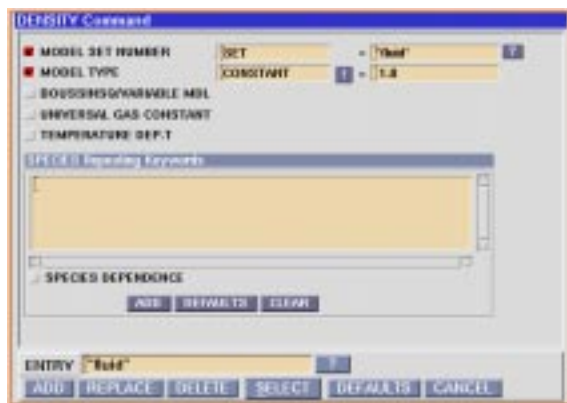 DENSITY Command
MODEL SET NUMBER SET = "fluid" ?
MODEL TYPE CONSTANT ! = 1.0
BOUSSINSQ/VARIABLE MDL
UNIVERSAL GAS CONSTANT
TEMPERATURE DEP.T
SPECIES Repeating Keywords
SPECIES DEPENDENCE
ADD DEFAULTS CLEAR
ENTRY "fluid" ?
ADD REPLACE DELETE SELECT DEFAULTS CANCEL